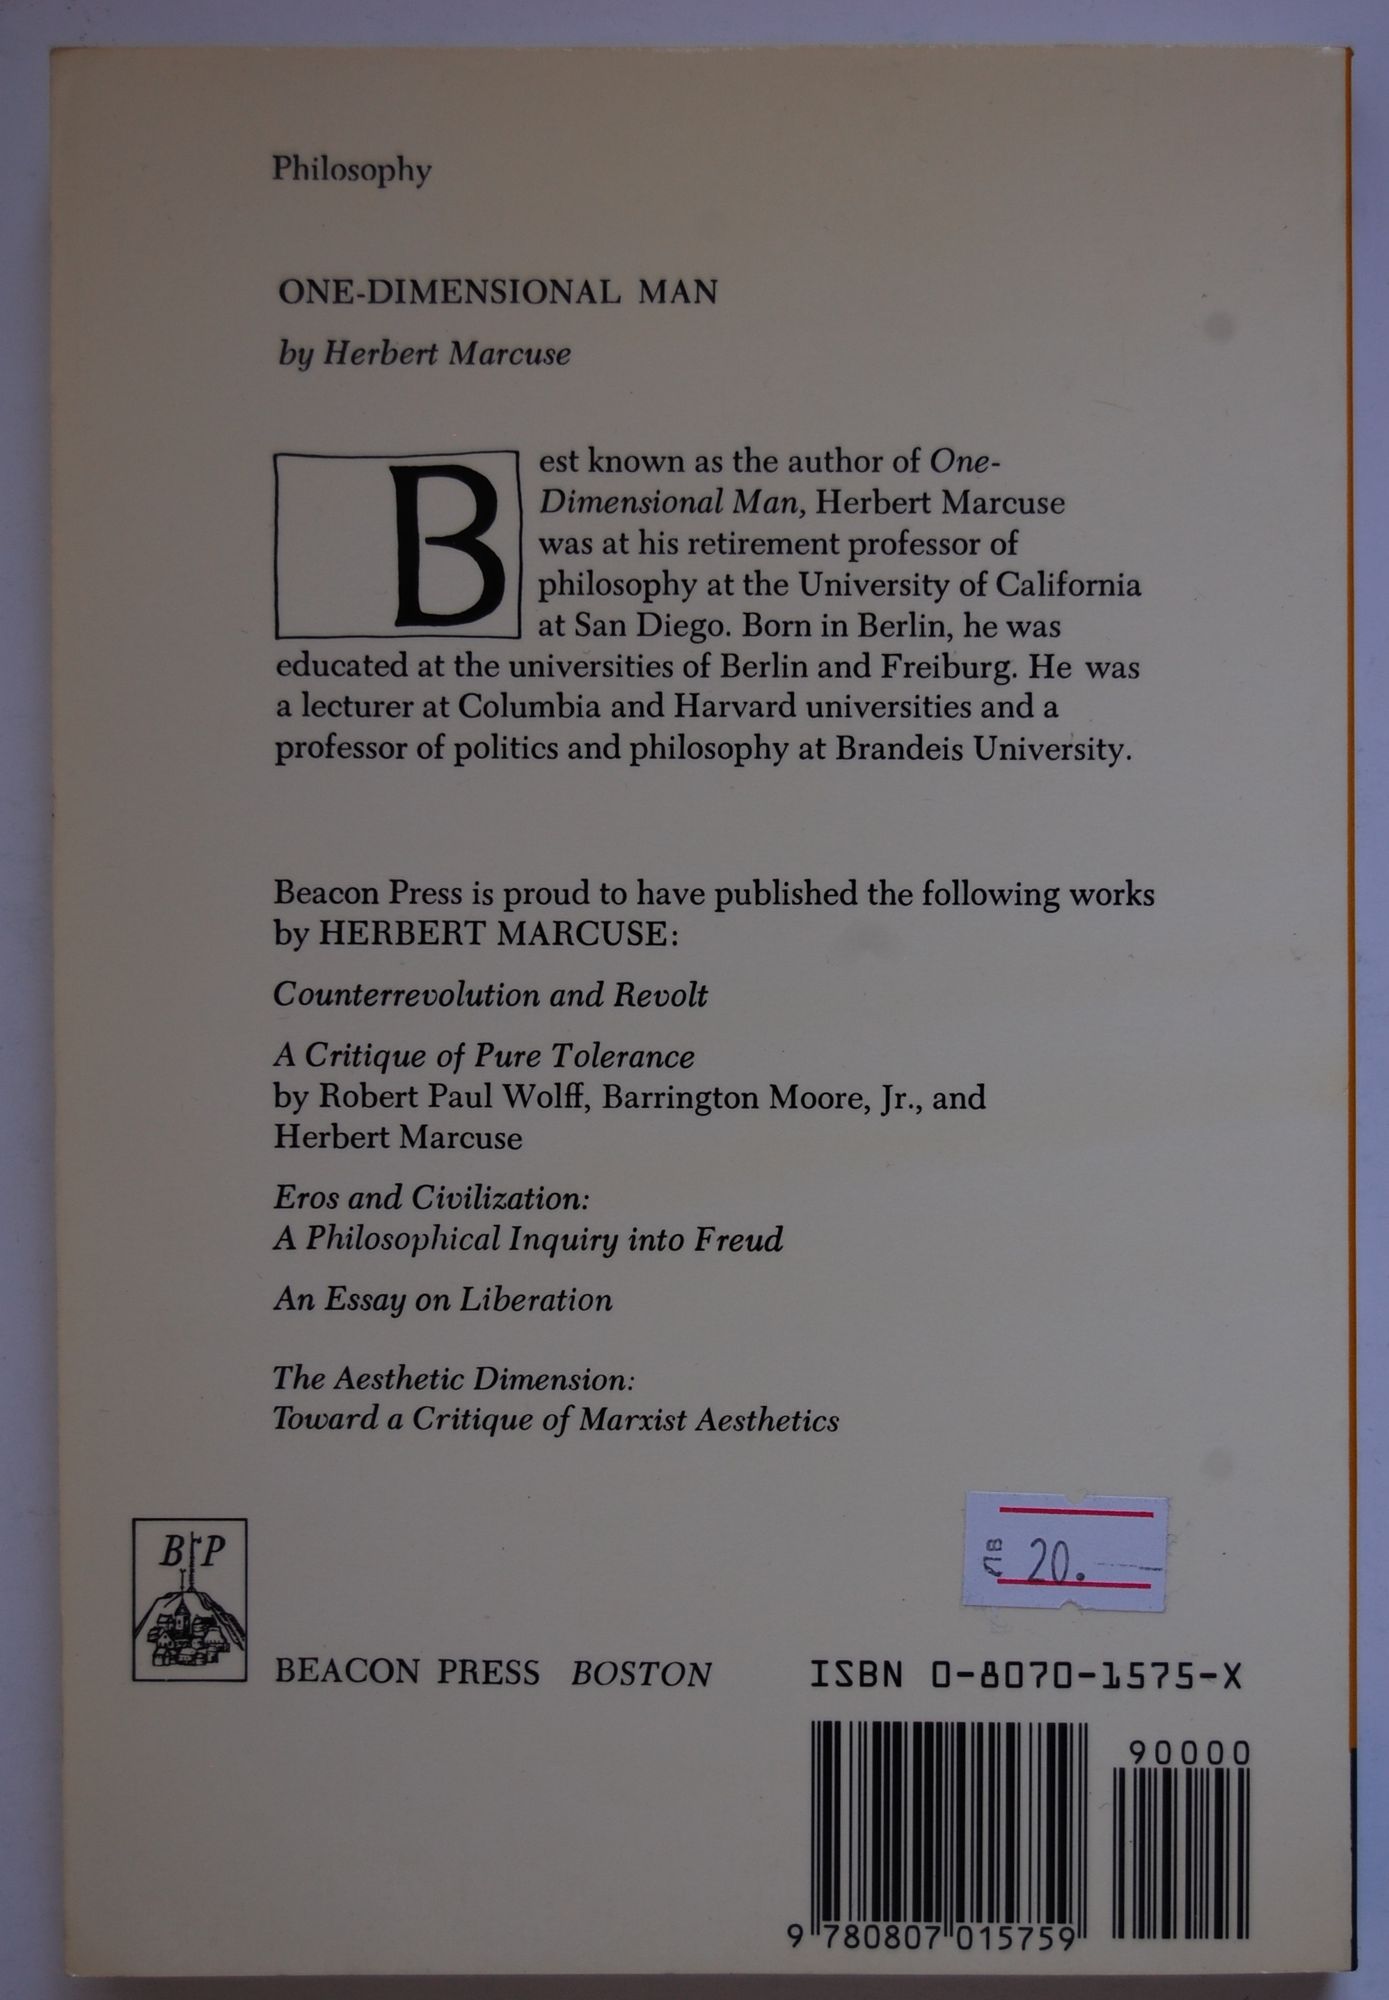 Philosophy
ONE-DIMENSIONAL MAN
by Herbert Marcuse
Best known as the author of One-
Dimensional Man, Herbert Marcuse
was at his retirement professor of
philosophy at the University of California
at San Diego. Born in Berlin, he was
educated at the universities of Berlin and Freiburg. He was
a lecturer at Columbia and Harvard universities and a
professor of politics and philosophy at Brandeis University.
Beacon Press is proud to have published the following works
by HERBERT MARCUSE:
Counterrevolution and Revolt
A Critique of Pure Tolerance
by Robert Paul Wolff, Barrington Moore, Jr., and
Herbert Marcuse
Eros and Civilization:
A Philosophical Inquiry into Freud
An Essay on Liberation
The Aesthetic Dimension:
Toward a Critique of Marxist Aesthetics
20.
B P
BEACON PRESS BOSTON
ISBN 0-8070-1575-X
90000
9 780807 015759